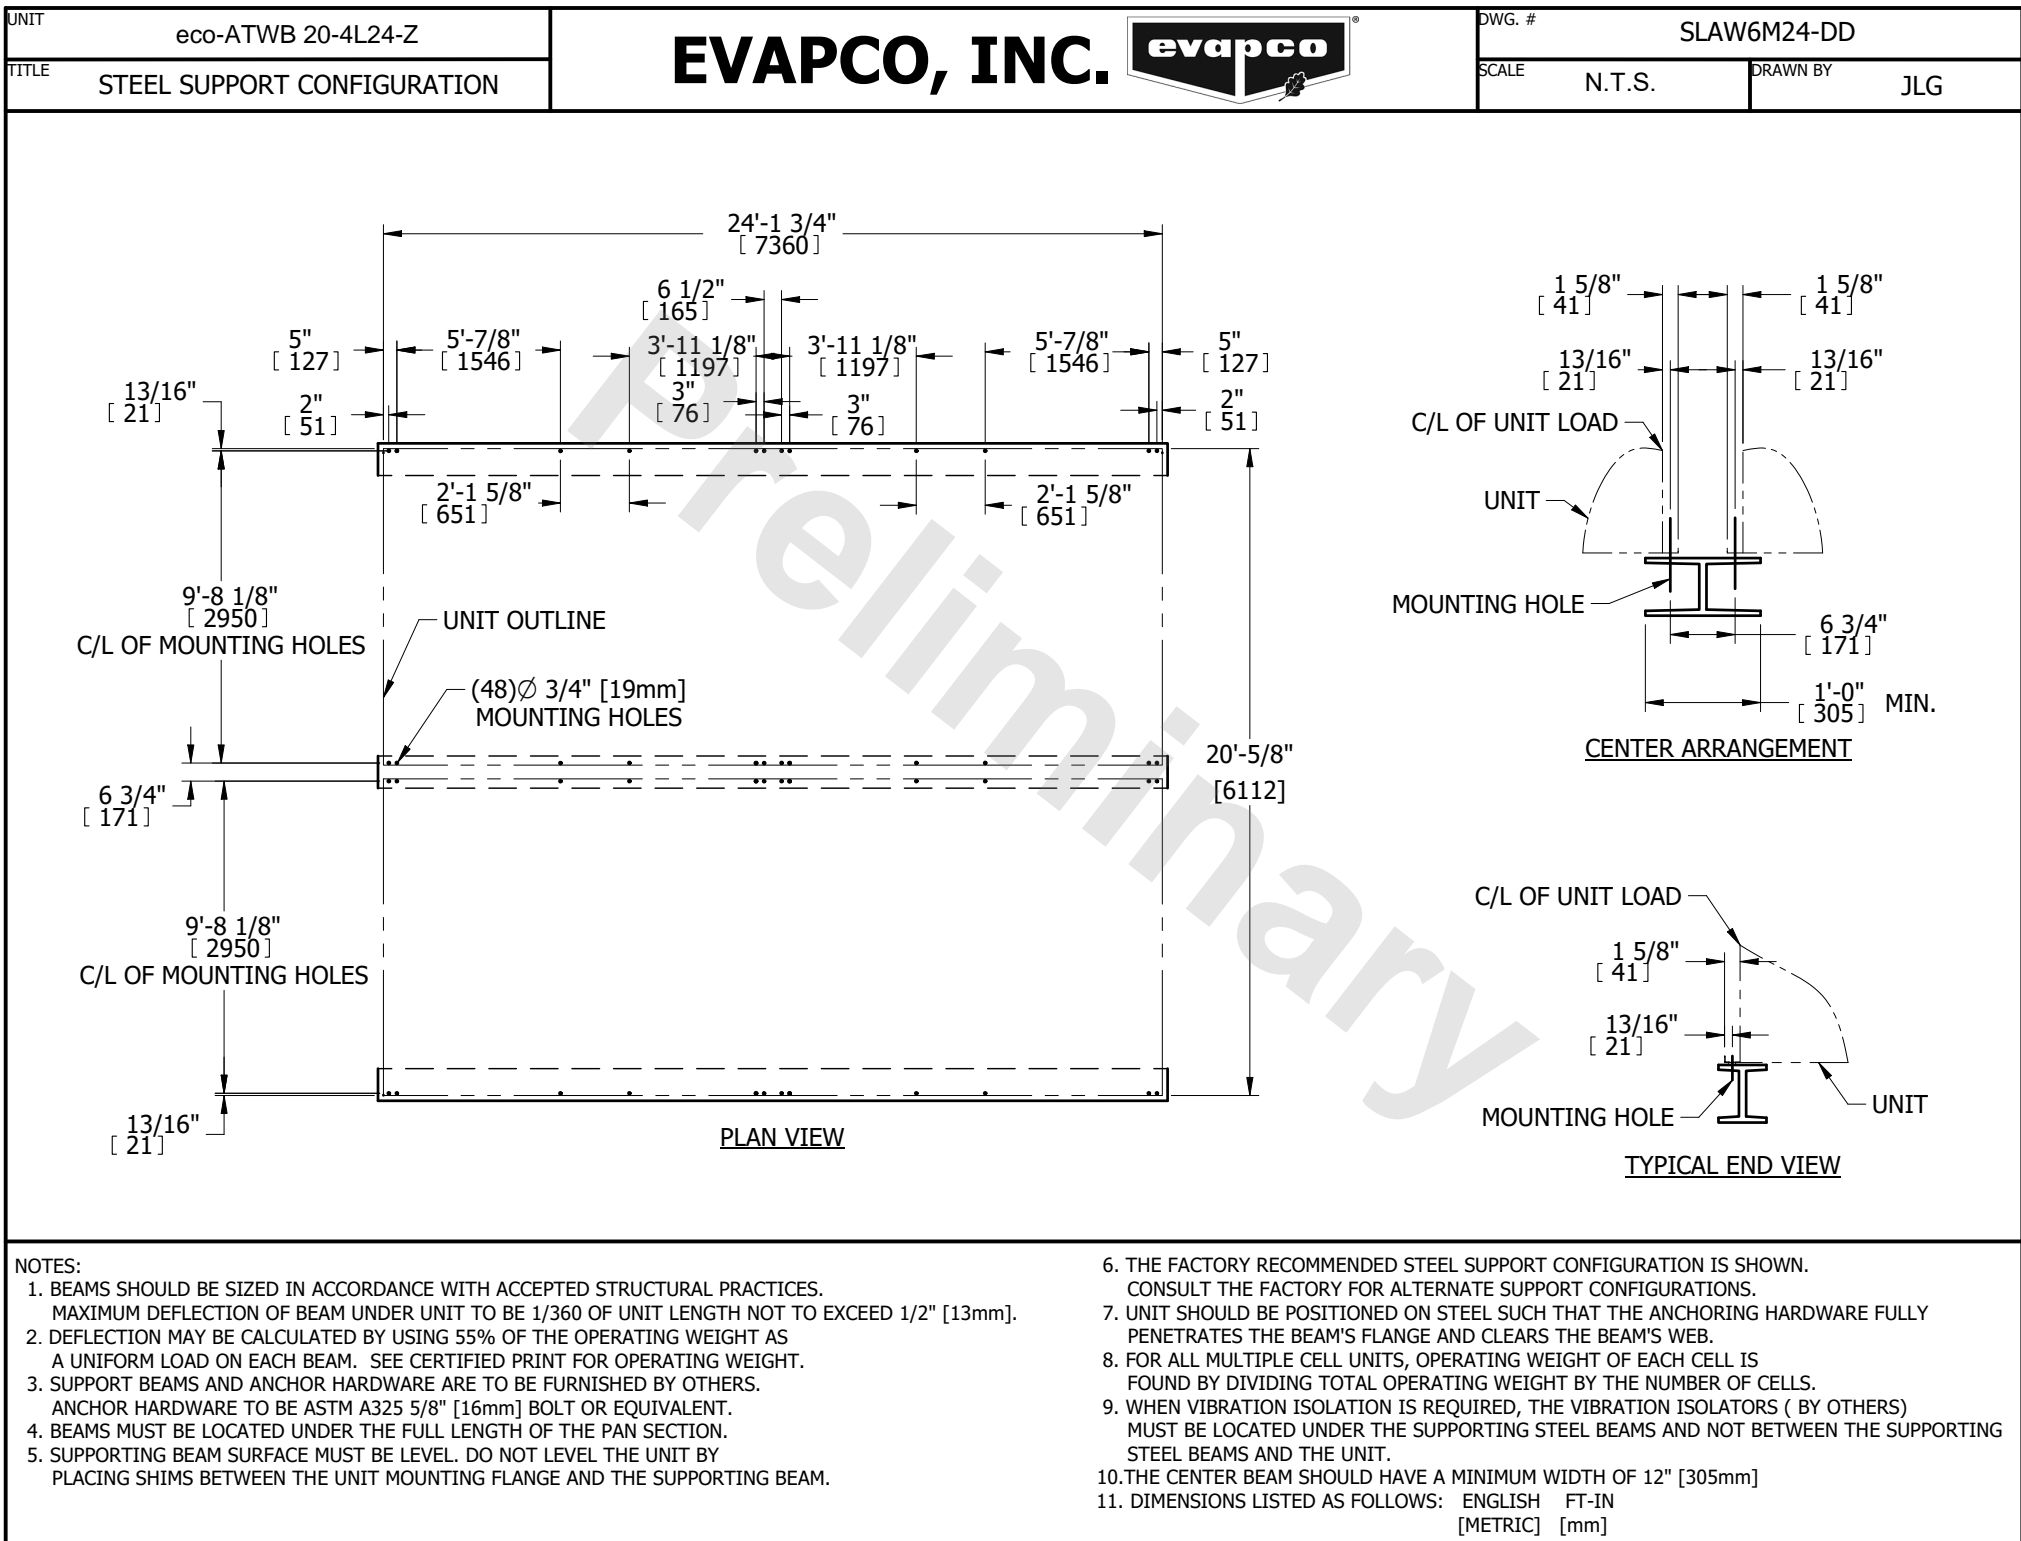 UNIT
eco-ATWB 20-4L24-Z
TITLE
STEEL SUPPORT CONFIGURATION
EVAPCO, INC.
evapco
®
DWG. #
SLAW6M24-DD
SCALE
N.T.S.
DRAWN BY
JLG
24'-1 3/4"
[ 7360]
6 1/2"
[ 165]
5"
[ 127]
5'-7/8"
[ 1546]
3'-11 1/8"
[ 1197]
3'-11 1/8"
[ 1197]
5'-7/8"
[ 1546]
5"
[ 127]
13/16"
[ 21]
2"
[ 51]
3"
[ 76]
3"
[ 76]
2"
[ 51]
2'-1 5/8"
[ 651]
2'-1 5/8"
[ 651]
9'-8 1/8"
[ 2950]
C/L OF MOUNTING HOLES
UNIT OUTLINE
(48)Ø 3/4" [19mm]
MOUNTING HOLES
6 3/4"
[ 171]
20'-5/8"
[6112]
9'-8 1/8"
[ 2950]
C/L OF MOUNTING HOLES
13/16"
[ 21]
PLAN VIEW
Preliminary
1 5/8"
[ 41]
1 5/8"
[ 41]
13/16"
[ 21]
13/16"
[ 21]
C/L OF UNIT LOAD
UNIT
MOUNTING HOLE
6 3/4"
[ 171]
1'-0"
[ 305] MIN.
CENTER ARRANGEMENT
C/L OF UNIT LOAD
1 5/8"
[ 41]
13/16"
[ 21]
MOUNTING HOLE
UNIT
TYPICAL END VIEW
NOTES:
1. BEAMS SHOULD BE SIZED IN ACCORDANCE WITH ACCEPTED STRUCTURAL PRACTICES.
MAXIMUM DEFLECTION OF BEAM UNDER UNIT TO BE 1/360 OF UNIT LENGTH NOT TO EXCEED 1/2" [13mm].
2. DEFLECTION MAY BE CALCULATED BY USING 55% OF THE OPERATING WEIGHT AS
A UNIFORM LOAD ON EACH BEAM. SEE CERTIFIED PRINT FOR OPERATING WEIGHT.
3. SUPPORT BEAMS AND ANCHOR HARDWARE ARE TO BE FURNISHED BY OTHERS.
ANCHOR HARDWARE TO BE ASTM A325 5/8" [16mm] BOLT OR EQUIVALENT.
4. BEAMS MUST BE LOCATED UNDER THE FULL LENGTH OF THE PAN SECTION.
5. SUPPORTING BEAM SURFACE MUST BE LEVEL. DO NOT LEVEL THE UNIT BY
PLACING SHIMS BETWEEN THE UNIT MOUNTING FLANGE AND THE SUPPORTING BEAM.
6. THE FACTORY RECOMMENDED STEEL SUPPORT CONFIGURATION IS SHOWN.
CONSULT THE FACTORY FOR ALTERNATE SUPPORT CONFIGURATIONS.
7. UNIT SHOULD BE POSITIONED ON STEEL SUCH THAT THE ANCHORING HARDWARE FULLY
PENETRATES THE BEAM'S FLANGE AND CLEARS THE BEAM'S WEB.
8. FOR ALL MULTIPLE CELL UNITS, OPERATING WEIGHT OF EACH CELL IS
FOUND BY DIVIDING TOTAL OPERATING WEIGHT BY THE NUMBER OF CELLS.
9. WHEN VIBRATION ISOLATION IS REQUIRED, THE VIBRATION ISOLATORS ( BY OTHERS)
MUST BE LOCATED UNDER THE SUPPORTING STEEL BEAMS AND NOT BETWEEN THE SUPPORTING
STEEL BEAMS AND THE UNIT.
10.THE CENTER BEAM SHOULD HAVE A MINIMUM WIDTH OF 12" [305mm]
11. DIMENSIONS LISTED AS FOLLOWS: ENGLISH FT-IN
[METRIC] [mm]